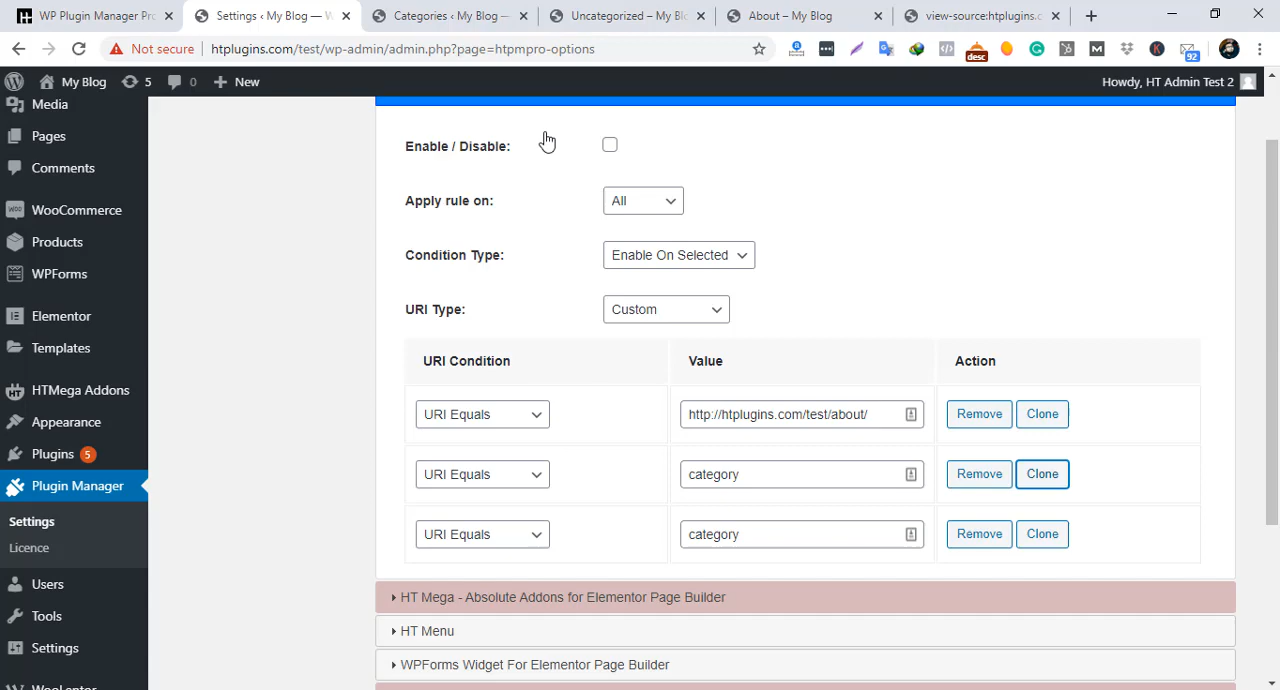 WP Plugin Manager Pr
Settings ‹ My Blog — W
Categories ‹ My Blog —
Uncategorized – My Bl
About – My Blog
view-source:htplugins.c
Not secure
htplugins.com/test/wp-admin/admin.php?page=htpmpro-options
desc
92
My Blog
5
0
New
Howdy, HT Admin Test 2
Media
Pages
Comments
WooCommerce
Products
WPForms
Elementor
Templates
HTMega Addons
Appearance
Plugins 5
Plugin Manager
Settings
Licence
Users
Tools
Settings
WooLentor
Enable / Disable:
Apply rule on: All
Condition Type: Enable On Selected
URI Type: Custom
URI Condition Value Action
URI Equals http://htplugins.com/test/about/ Remove Clone
URI Equals category Remove Clone
URI Equals category Remove Clone
HT Mega - Absolute Addons for Elementor Page Builder
HT Menu
WPForms Widget For Elementor Page Builder